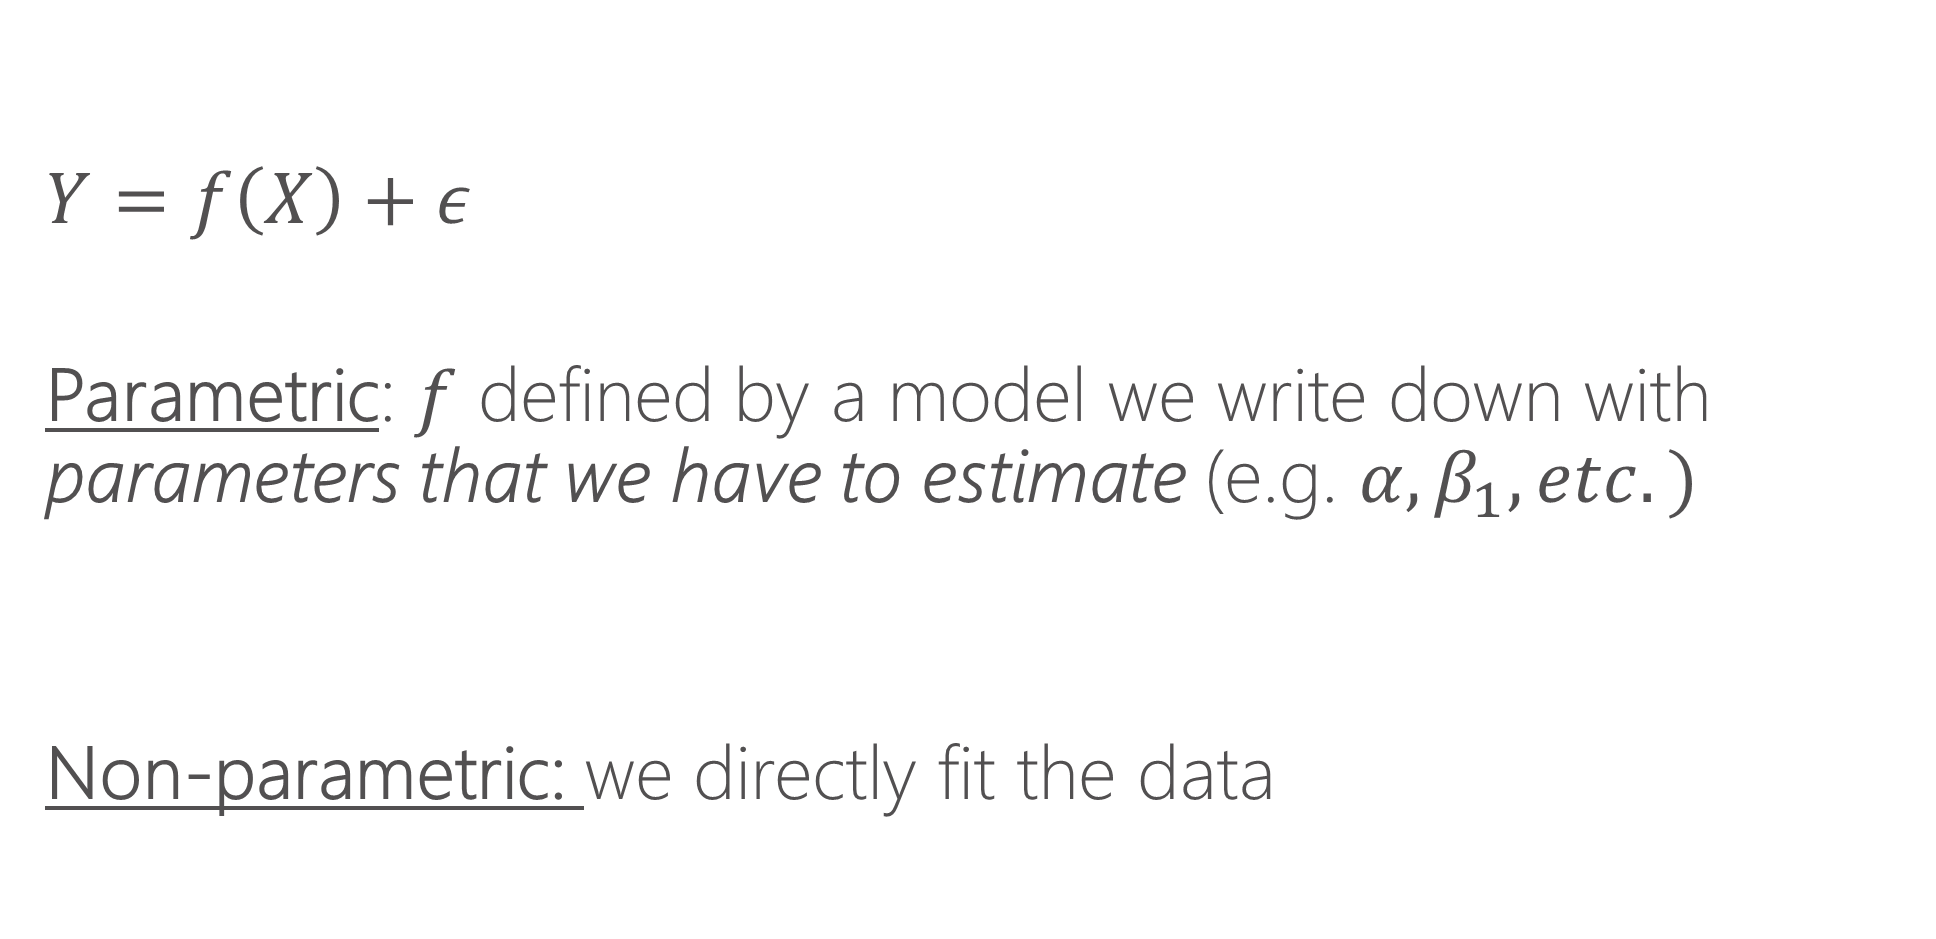 Y = f(X) + ϵ
Parametric: f defined by a model we write down with
parameters that we have to estimate (e.g. α, β₁, etc. )
Non-parametric: we directly fit the data